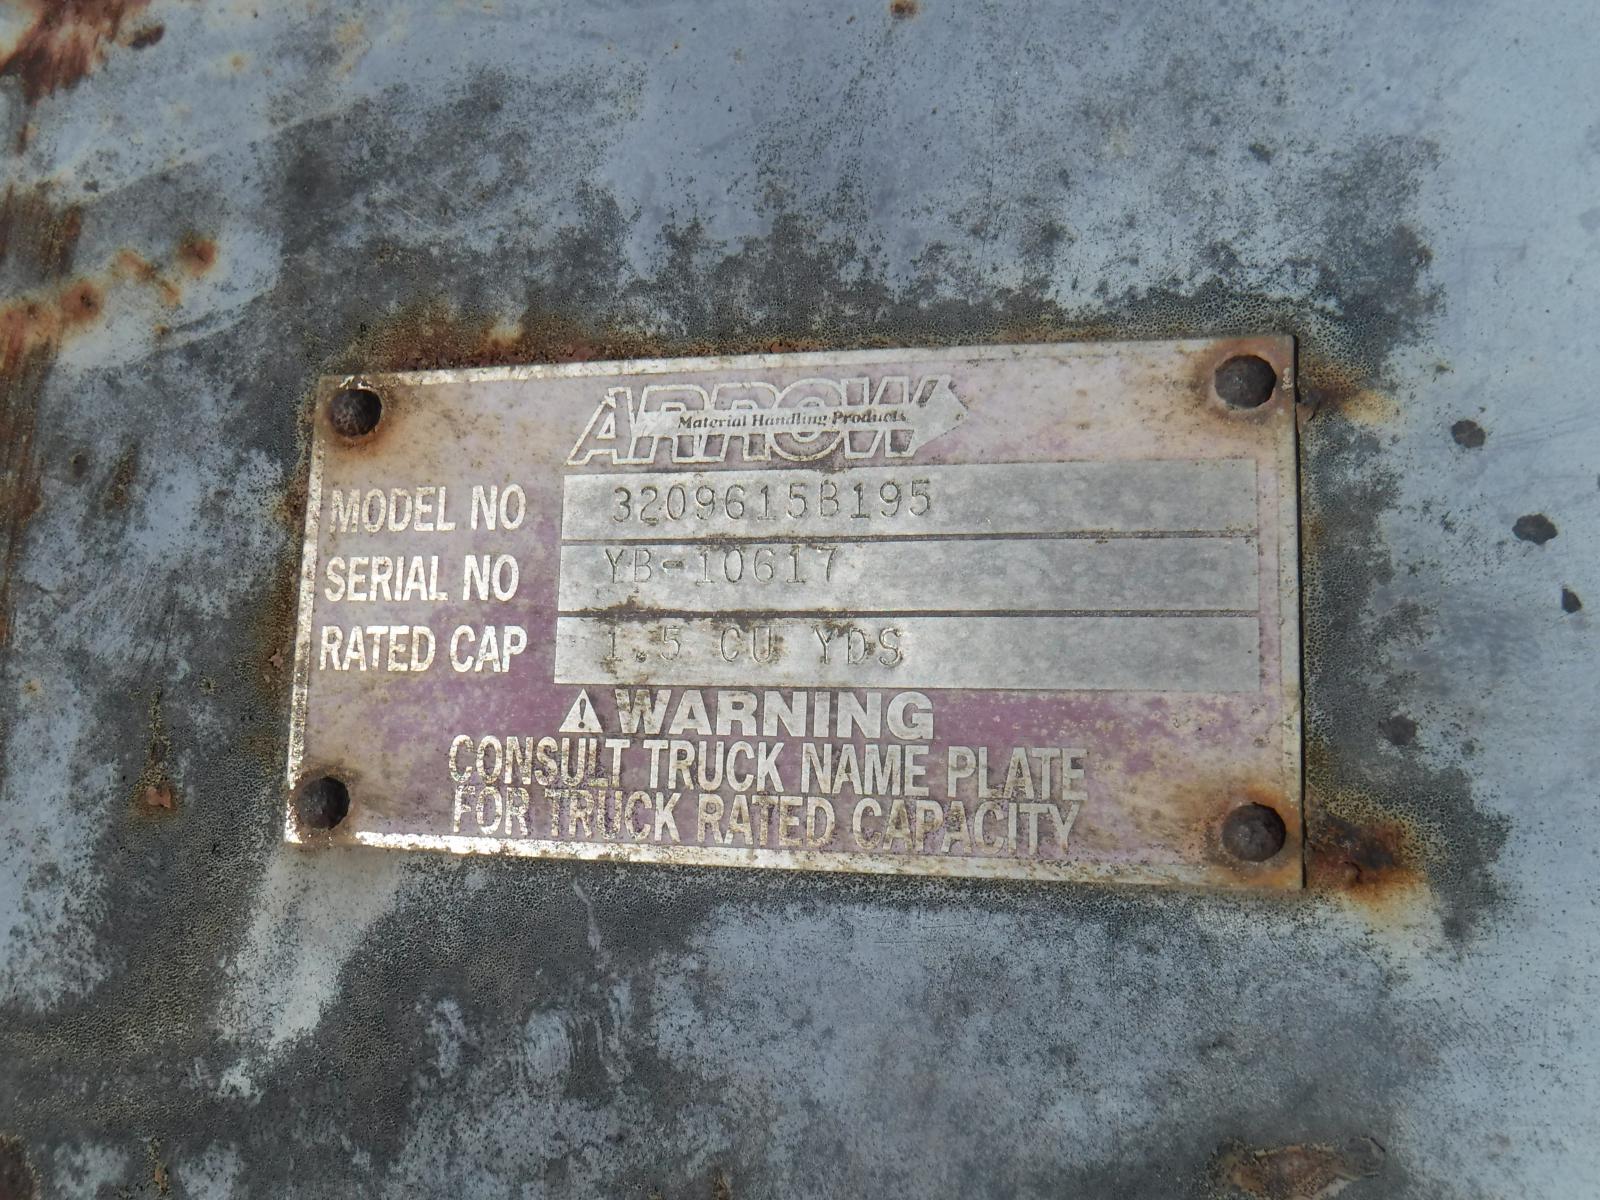 ARROW
Material Handling Products
MODEL NO 3209615B195
SERIAL NO YB-10617
RATED CAP 1.5 CU YDS
WARNING
CONSULT TRUCK NAME PLATE
FOR TRUCK RATED CAPACITY